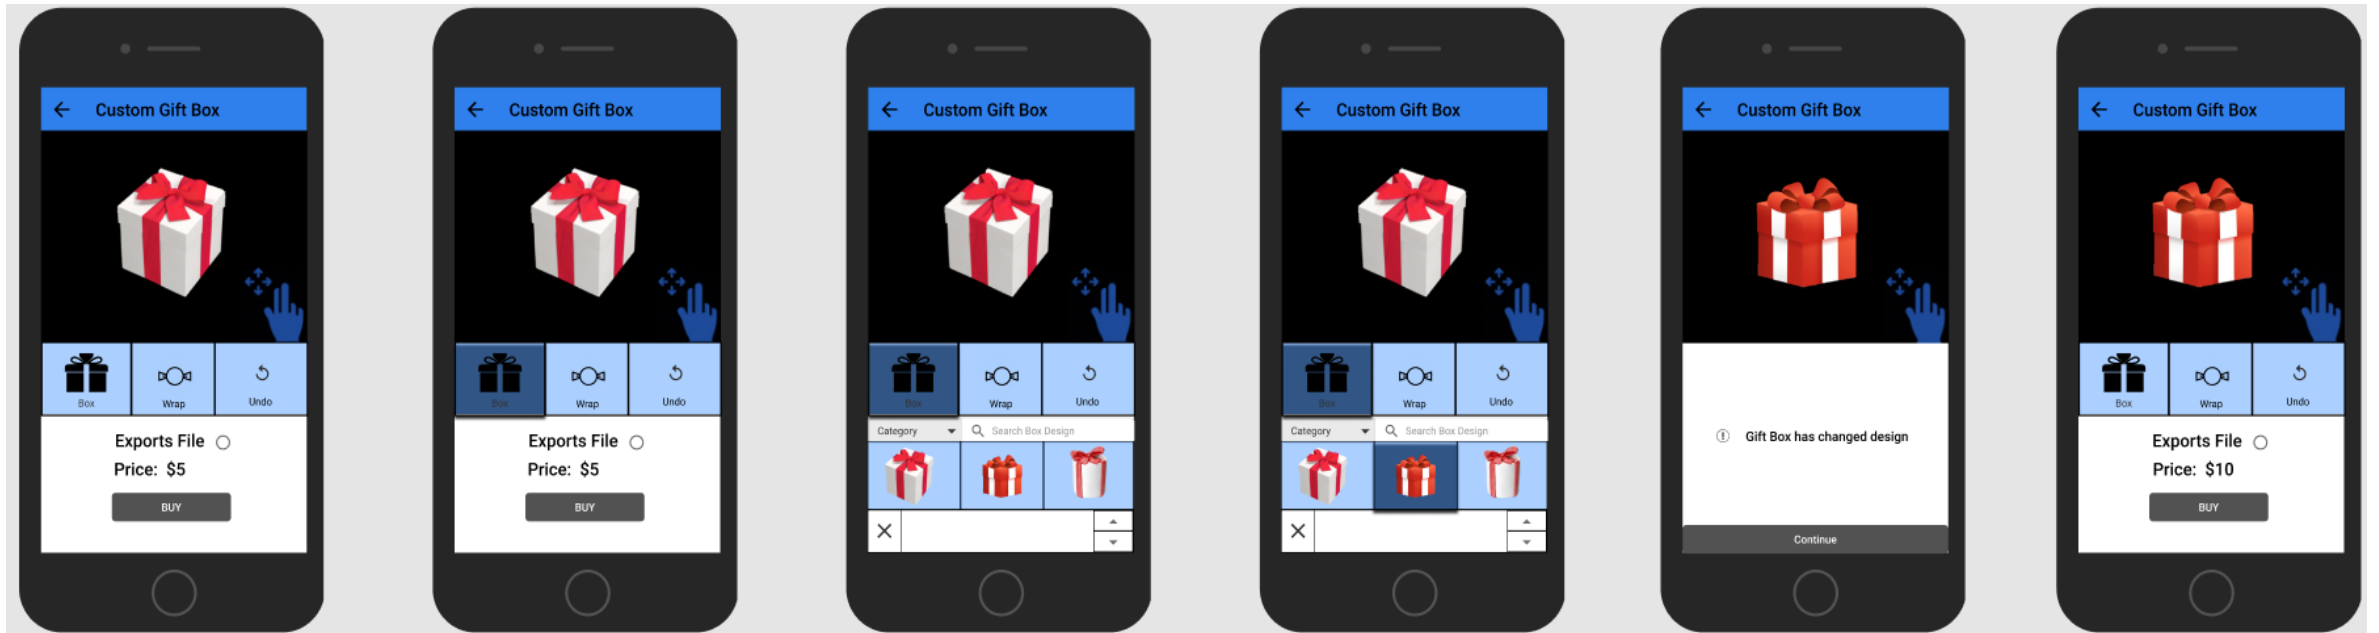 Custom Gift Box
Box
Wrap
Undo
Exports File
Price: $5
BUY
Custom Gift Box
Box
Wrap
Undo
Exports File
Price: $5
BUY
Custom Gift Box
Box
Wrap
Undo
Category
Search Box Design
Custom Gift Box
Box
Wrap
Undo
Category
Search Box Design
Custom Gift Box
Gift Box has changed design
Continue
Custom Gift Box
Box
Wrap
Undo
Exports File
Price: $10
BUY